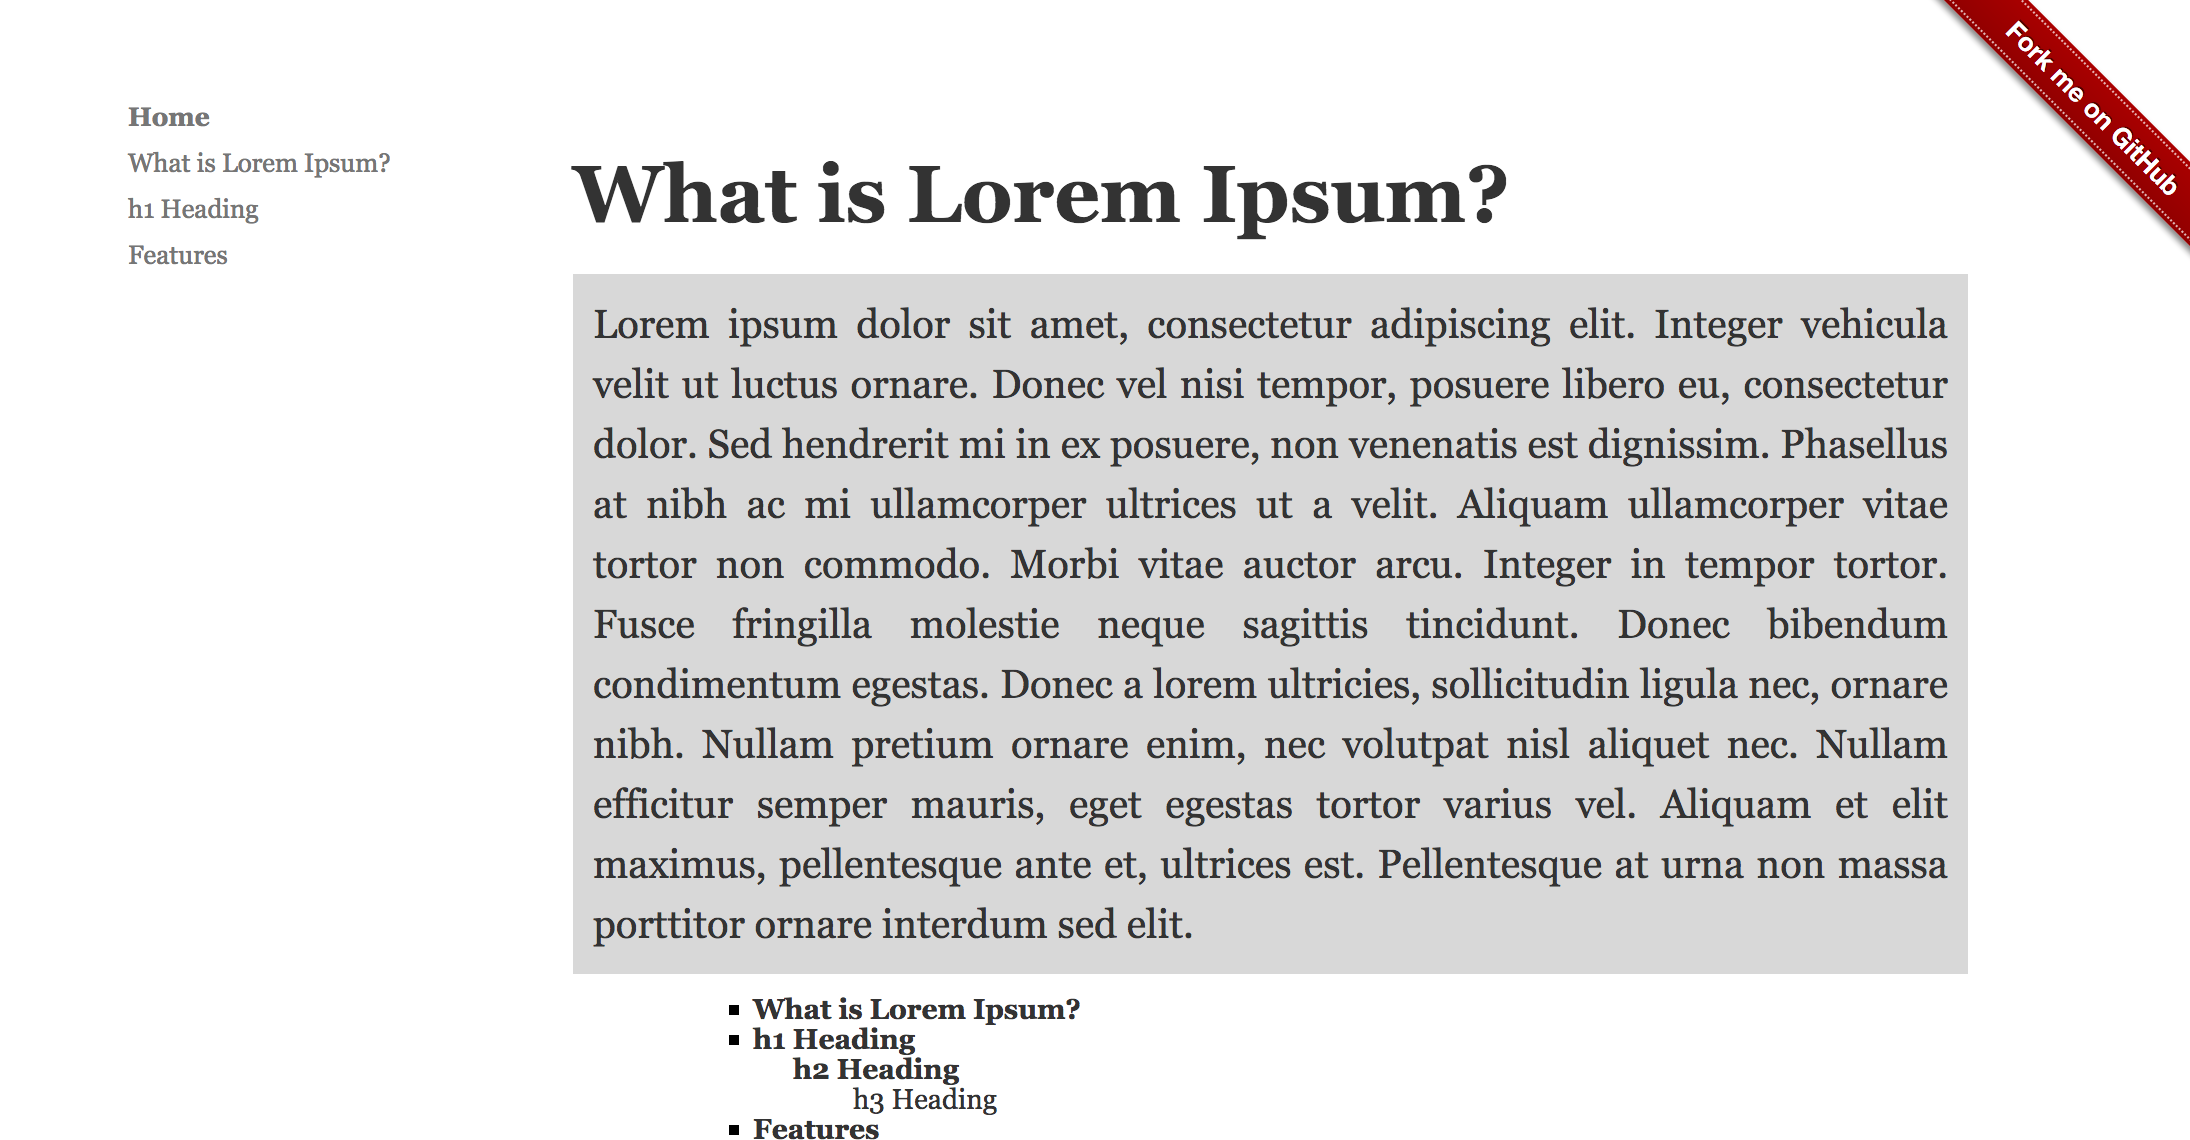 Fork me on GitHub
Home
What is Lorem Ipsum?
h1 Heading
Features
What is Lorem Ipsum?
Lorem ipsum dolor sit amet, consectetur adipiscing elit. Integer vehicula
velit ut luctus ornare. Donec vel nisi tempor, posuere libero eu, consectetur
dolor. Sed hendrerit mi in ex posuere, non venenatis est dignissim. Phasellus
at nibh ac mi ullamcorper ultrices ut a velit. Aliquam ullamcorper vitae
tortor non commodo. Morbi vitae auctor arcu. Integer in tempor tortor.
Fusce fringilla molestie neque sagittis tincidunt. Donec bibendum
condimentum egestas. Donec a lorem ultricies, sollicitudin ligula nec, ornare
nibh. Nullam pretium ornare enim, nec volutpat nisl aliquet nec. Nullam
efficitur semper mauris, eget egestas tortor varius vel. Aliquam et elit
maximus, pellentesque ante et, ultrices est. Pellentesque at urna non massa
porttitor ornare interdum sed elit.
What is Lorem Ipsum?
h1 Heading
h2 Heading
h3 Heading
Features